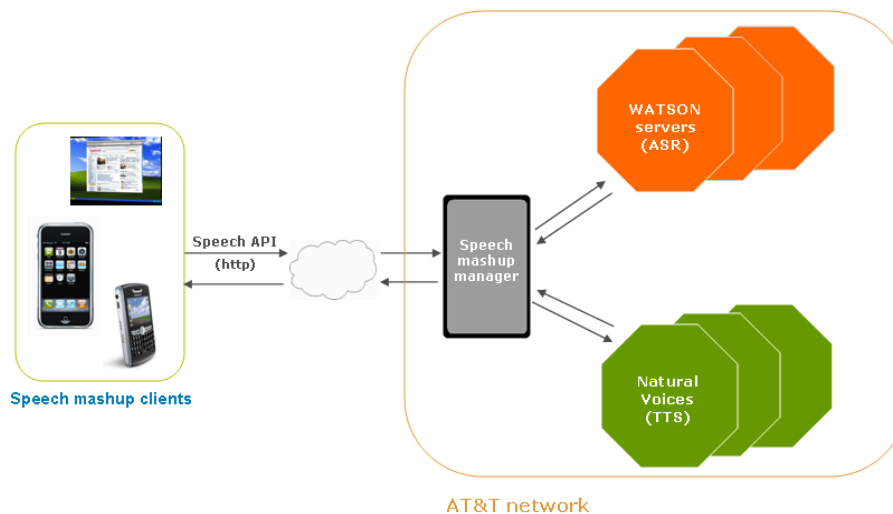 WATSON
servers
(ASR)
Speech API
(http)
Speech
mashup
manager
Natural
Voices
(TTS)
Speech mashup clients
AT&T network